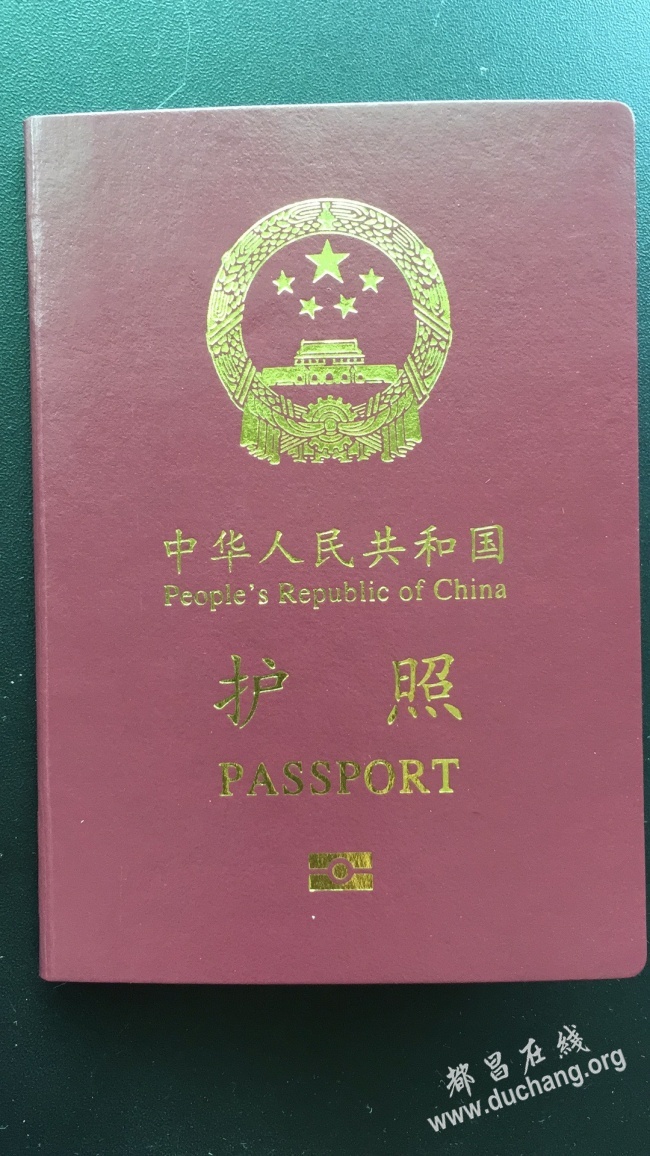 中华人民共和国
People's Republic of China
护照
PASSPORT
都昌在线
www.duchang.org